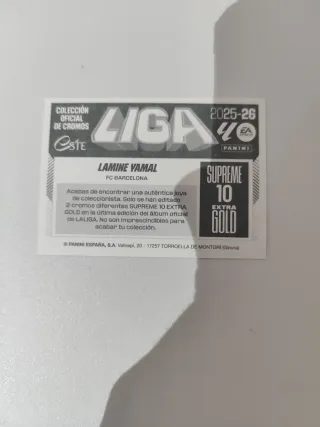 COLECCIÓN
OFICIAL
DE CROMOS
Este
LIGA
2025-26
EA SPORTS
PANINI
LAMINE YAMAL
FC BARCELONA
Acabas de encontrar una auténtica joya
de coleccionista. Solo se han editado
2 cromos diferentes SUPREME 10 EXTRA
GOLD en la última edición del álbum oficial
de LALIGA. No son imprescindibles para
acabar tu colección.
SUPREME
10
EXTRA
GOLD
© PANINI ESPAÑA, S.A. Vallespí, 20 - 17257 TORROELLA DE MONTGRÍ (Girona)